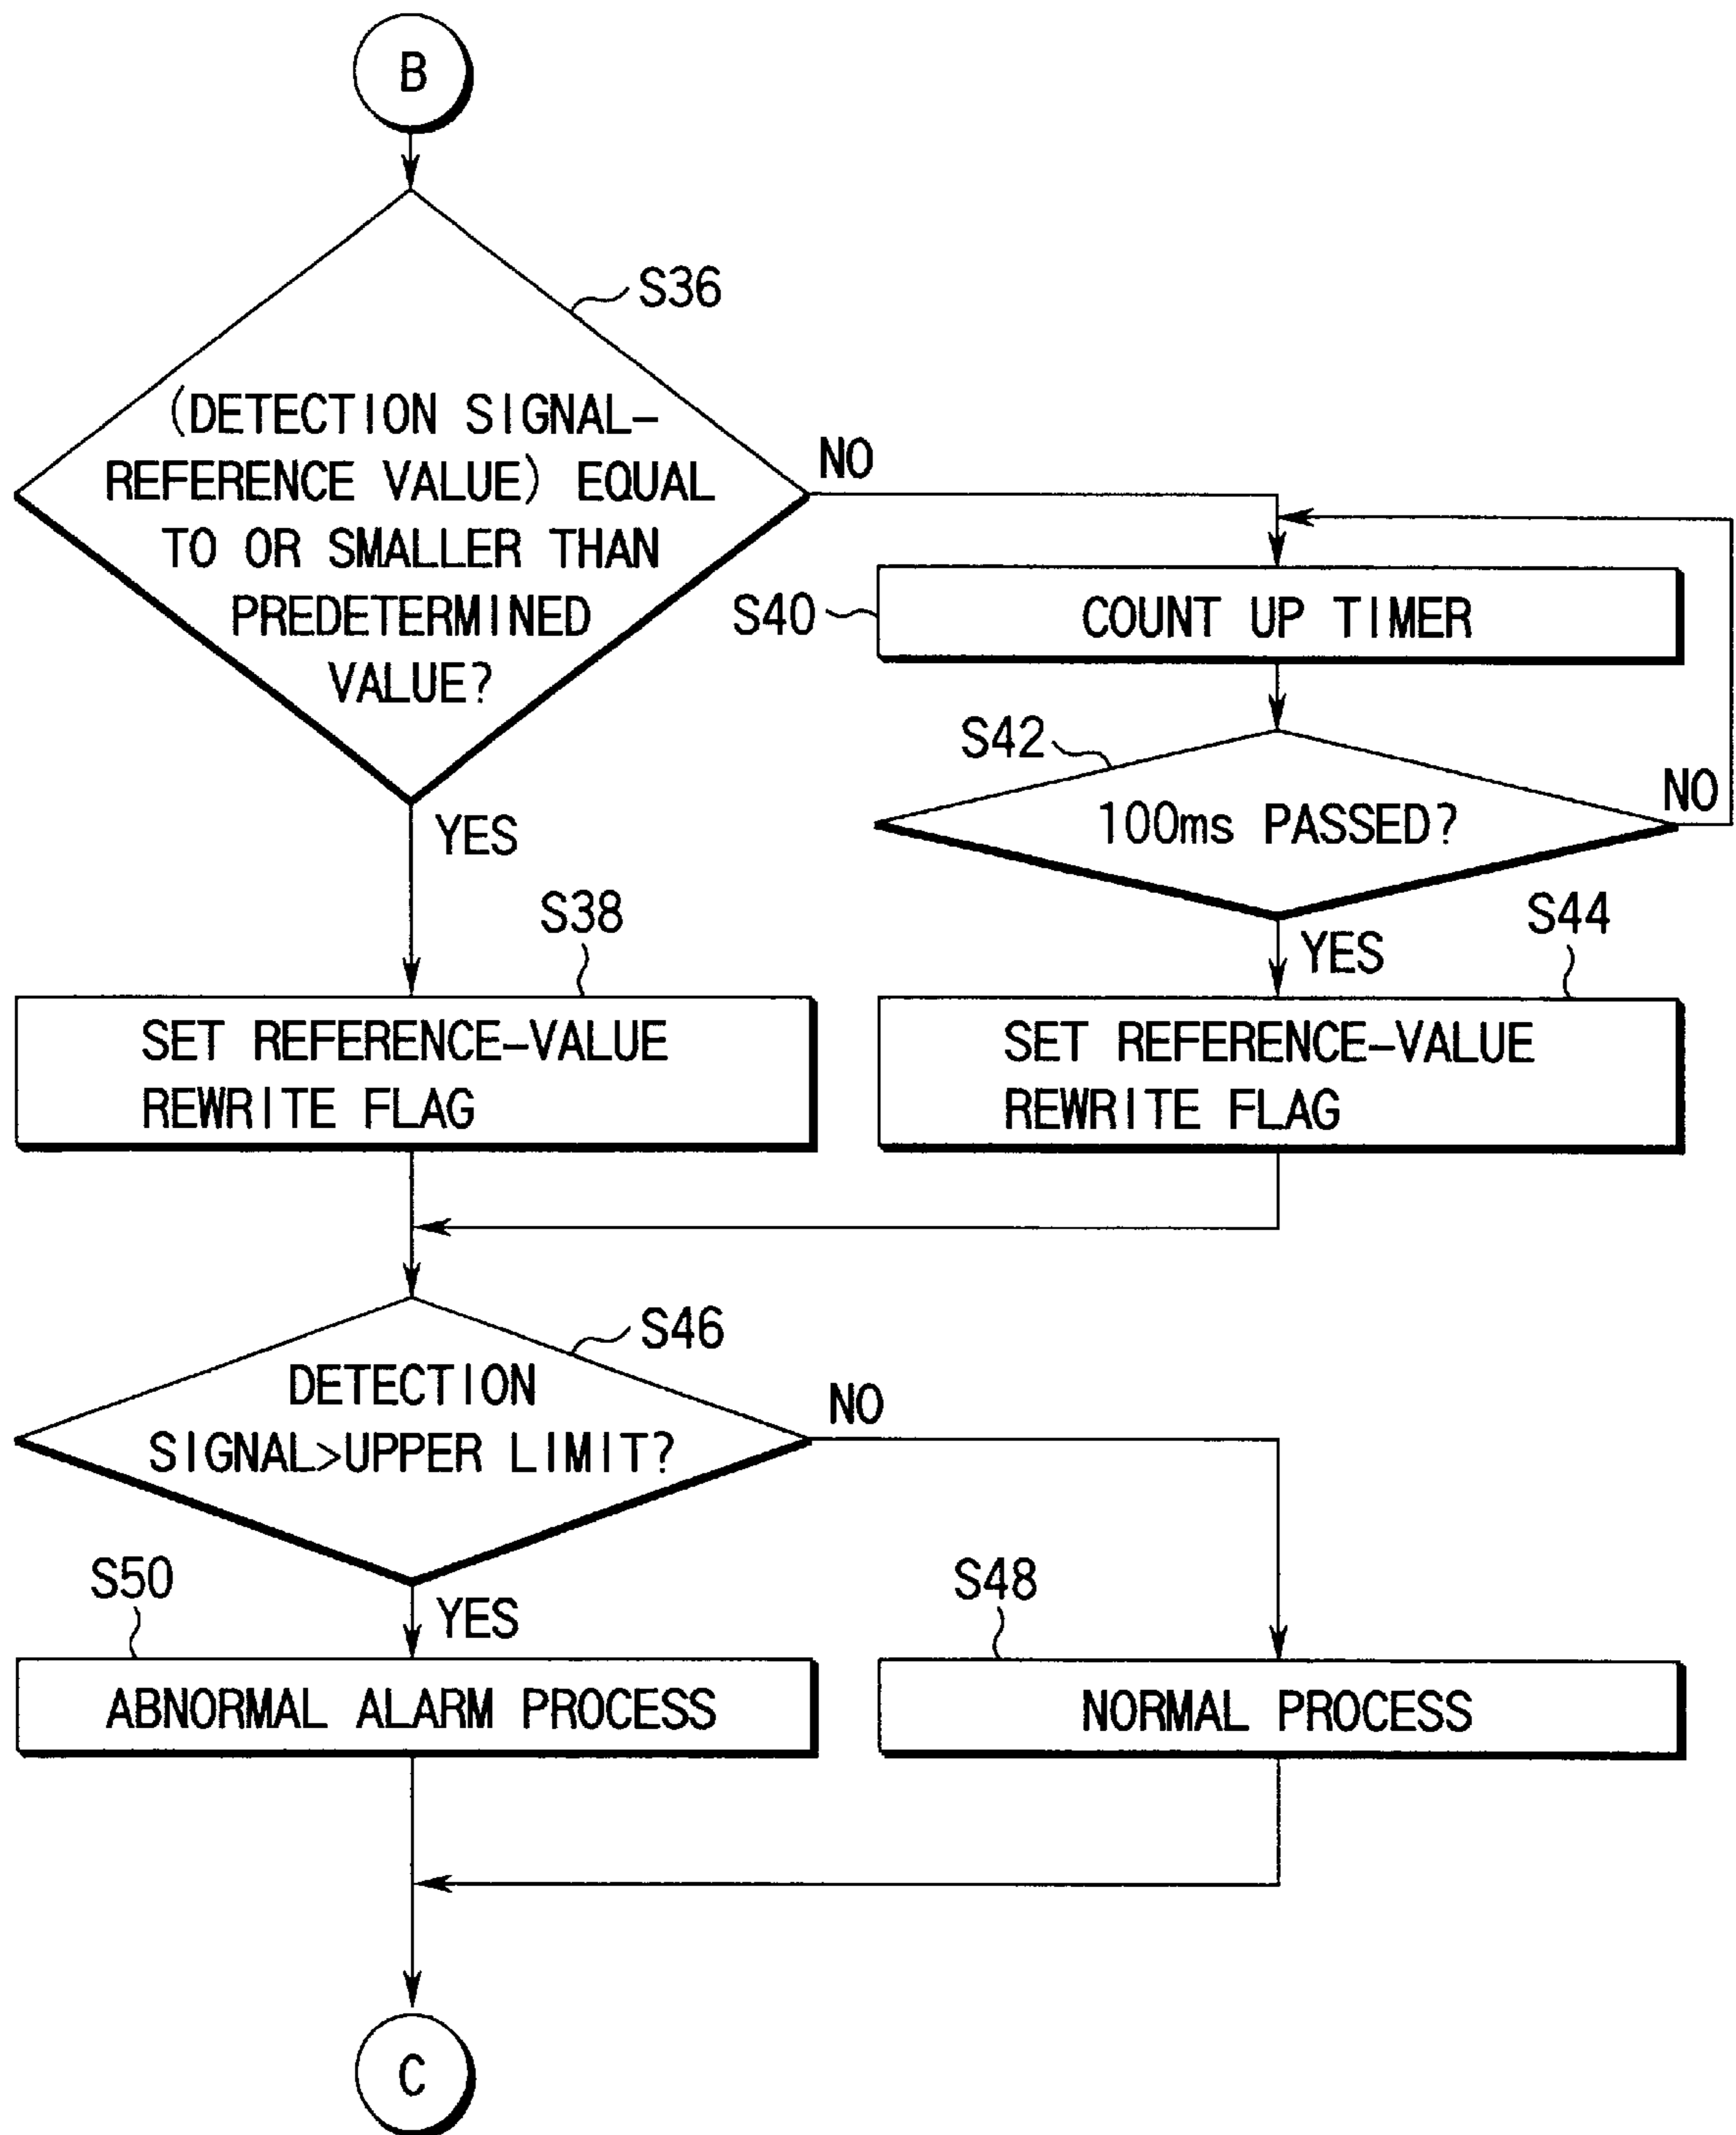 B
S36
(DETECTION SIGNAL-
REFERENCE VALUE) EQUAL
TO OR SMALLER THAN
PREDETERMINED
VALUE?
NO
S40
COUNT UP TIMER
S42
100ms PASSED?
NO
YES
YES
S38
SET REFERENCE-VALUE
REWRITE FLAG
S44
SET REFERENCE-VALUE
REWRITE FLAG
S46
DETECTION
SIGNAL>UPPER LIMIT?
NO
YES
S50
ABNORMAL ALARM PROCESS
S48
NORMAL PROCESS
C